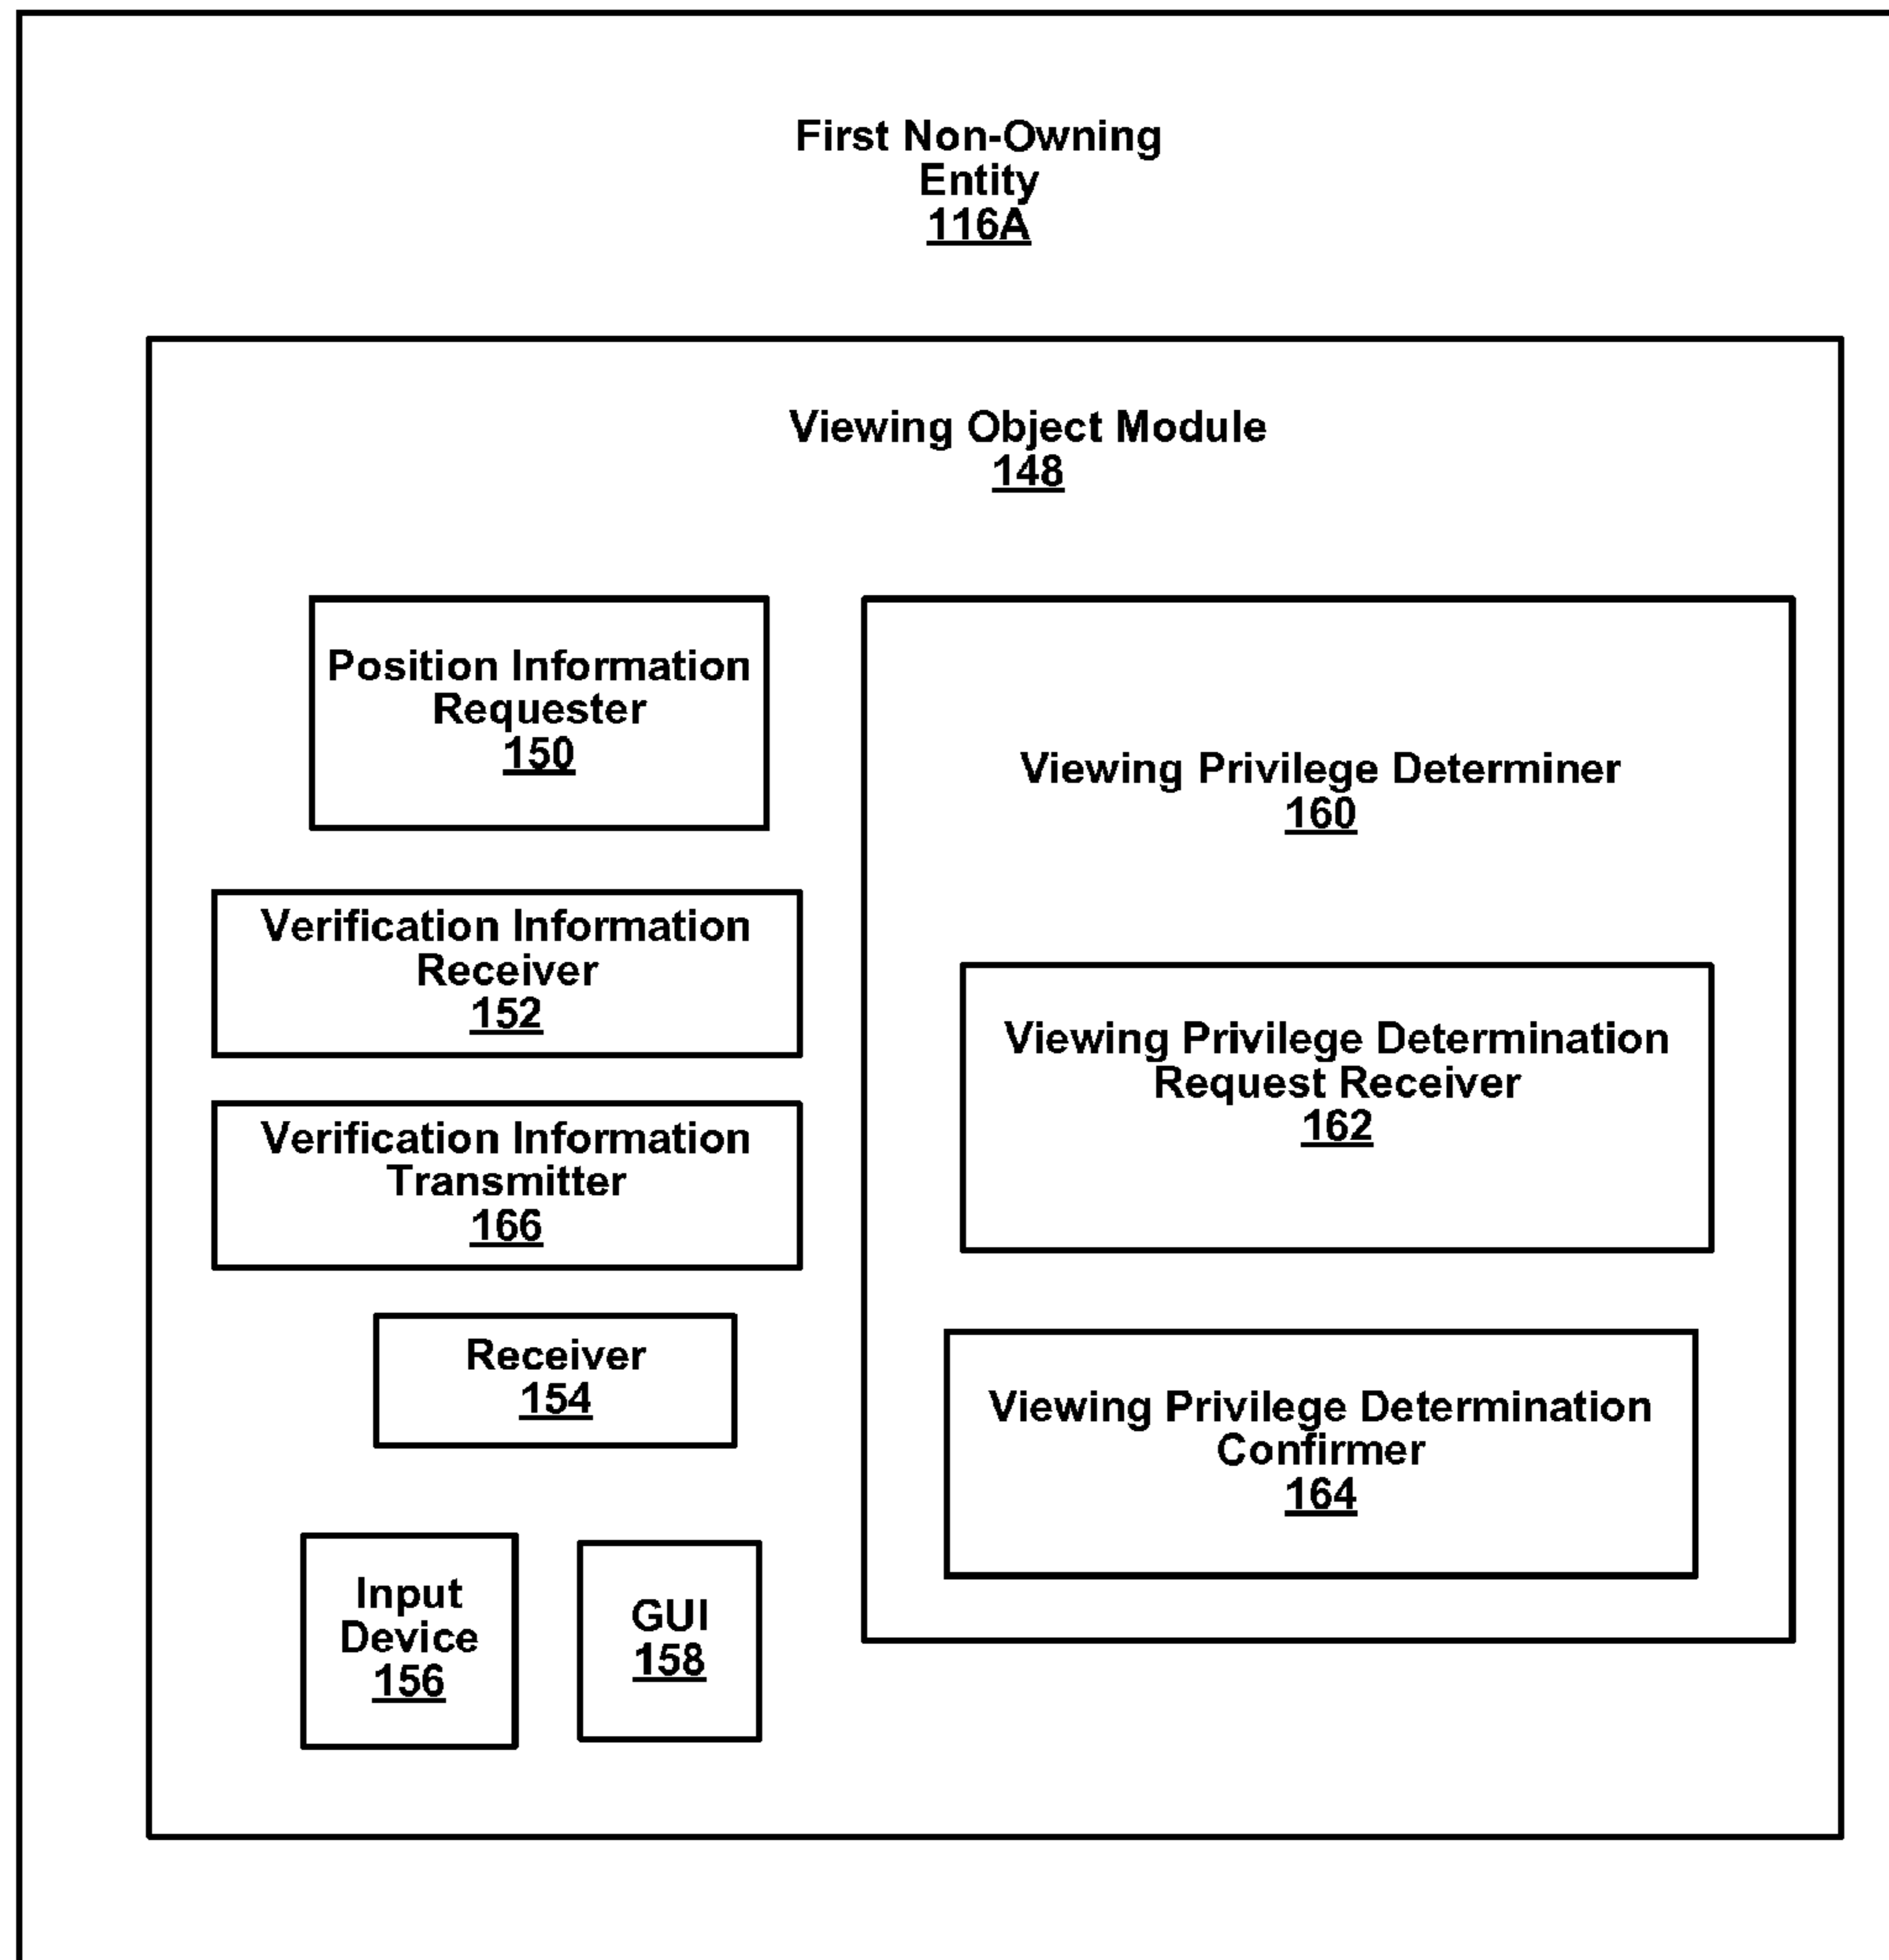 First Non-Owning
Entity
116A
Viewing Object Module
148
Position Information
Requester
150
Verification Information
Receiver
152
Verification Information
Transmitter
166
Receiver
154
Input
Device
156
GUI
158
Viewing Privilege Determiner
160
Viewing Privilege Determination
Request Receiver
162
Viewing Privilege Determination
Confirmer
164